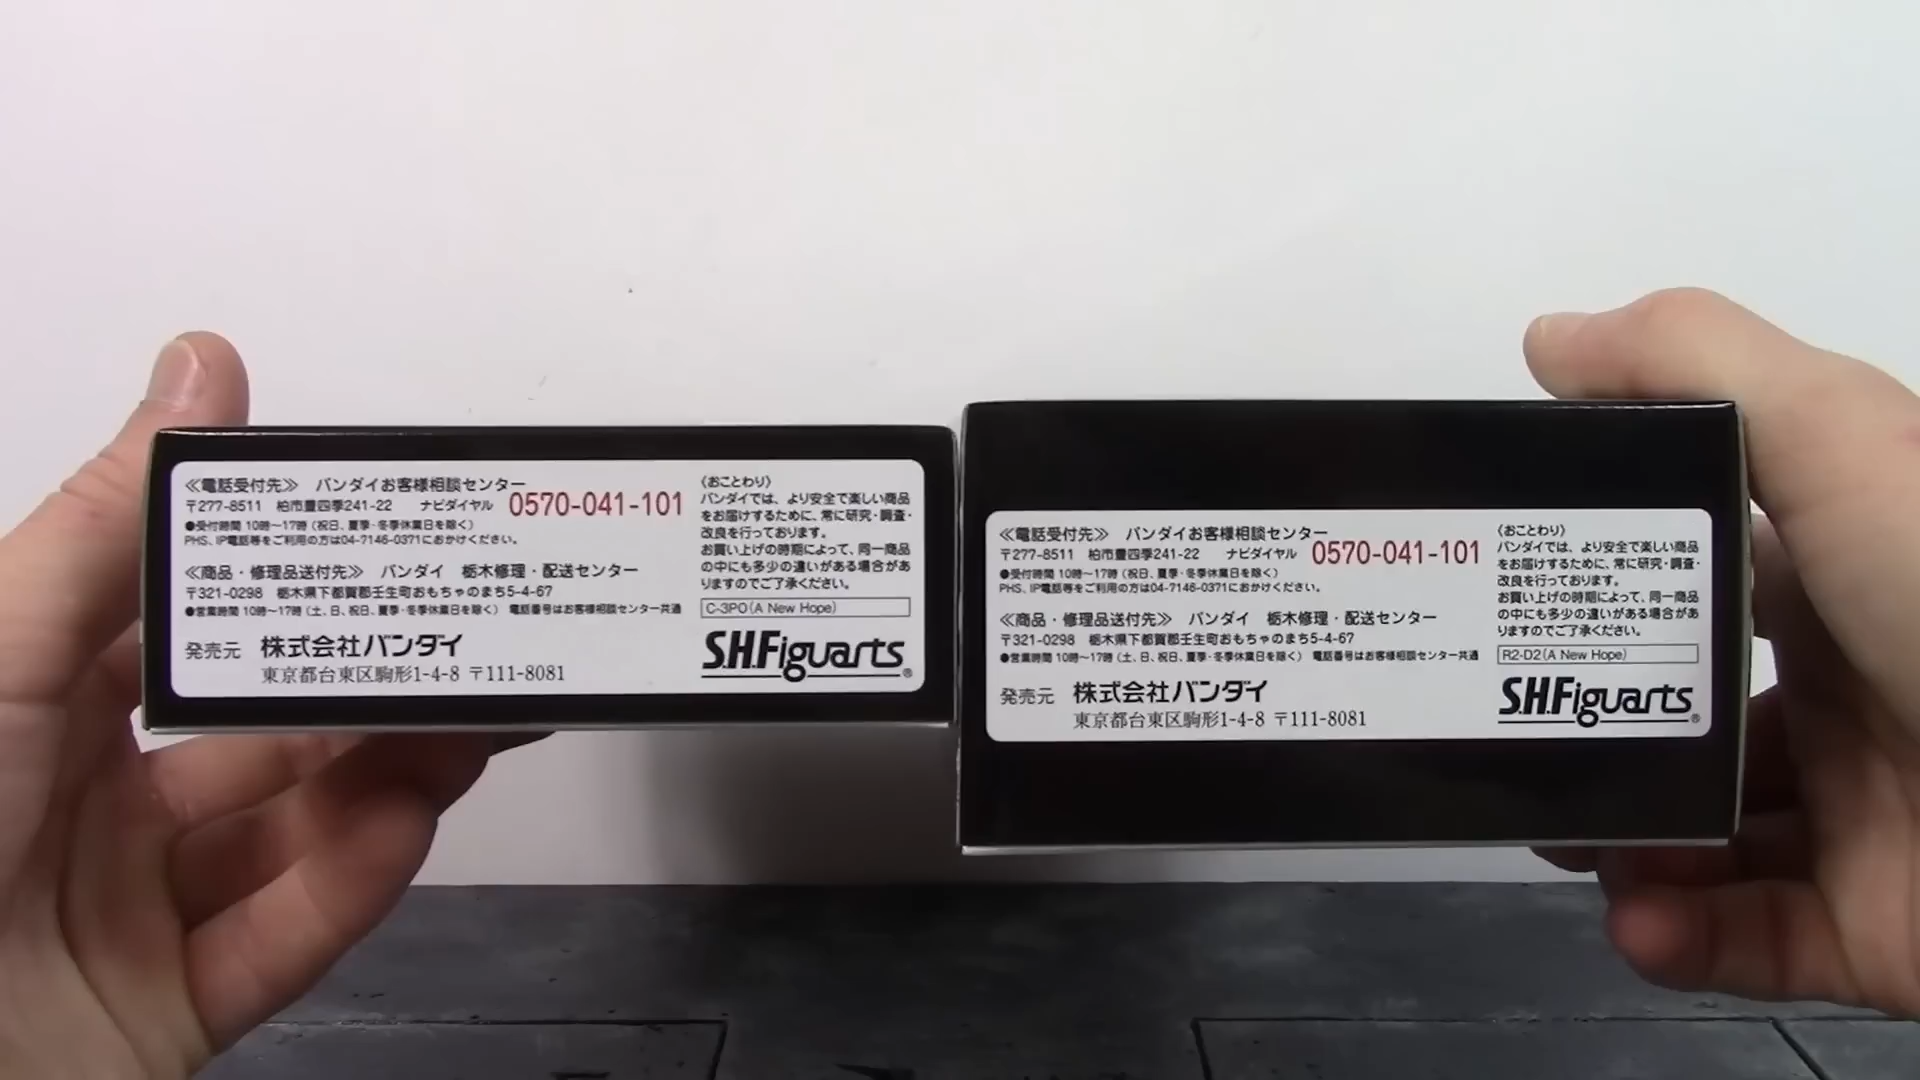 ≪電話受付先≫ バンダイお客様相談センター
〒277-8511 柏市豊四季241-22 ナビダイヤル 0570-041-101
●受付時間 10時～17時(祝日、夏季・冬季休業日を除く)
PHS、IP電話等をご利用の方は04-7146-0371におかけください。
≪商品・修理品送付先≫ バンダイ 栃木修理・配送センター
〒321-0298 栃木県下都賀郡壬生町おもちゃのまち5-4-67
●営業時間 10時～17時(土、日、祝日、夏季・冬季休業日を除く) 電話番号はお客様相談センター共通
発売元 株式会社バンダイ
東京都台東区駒形1-4-8 〒111-8081
〈おことわり〉
バンダイでは、より安全で楽しい商品
をお届けするために、常に研究・調査・
改良を行っております。
お買い上げの時期によって、同一商品
の中にも多少の違いがある場合があ
りますのでご了承ください。
C-3PO(A New Hope)
S.H.Figuarts®
≪電話受付先≫ バンダイお客様相談センター
〒277-8511 柏市豊四季241-22 ナビダイヤル 0570-041-101
●受付時間 10時～17時(祝日、夏季・冬季休業日を除く)
PHS、IP電話等をご利用の方は04-7146-0371におかけください。
≪商品・修理品送付先≫ バンダイ 栃木修理・配送センター
〒321-0298 栃木県下都賀郡壬生町おもちゃのまち5-4-67
●営業時間 10時～17時(土、日、祝日、夏季・冬季休業日を除く) 電話番号はお客様相談センター共通
発売元 株式会社バンダイ
東京都台東区駒形1-4-8 〒111-8081
〈おことわり〉
バンダイでは、より安全で楽しい商品
をお届けするために、常に研究・調査・
改良を行っております。
お買い上げの時期によって、同一商品
の中にも多少の違いがある場合があ
りますのでご了承ください。
R2-D2(A New Hope)
S.H.Figuarts®